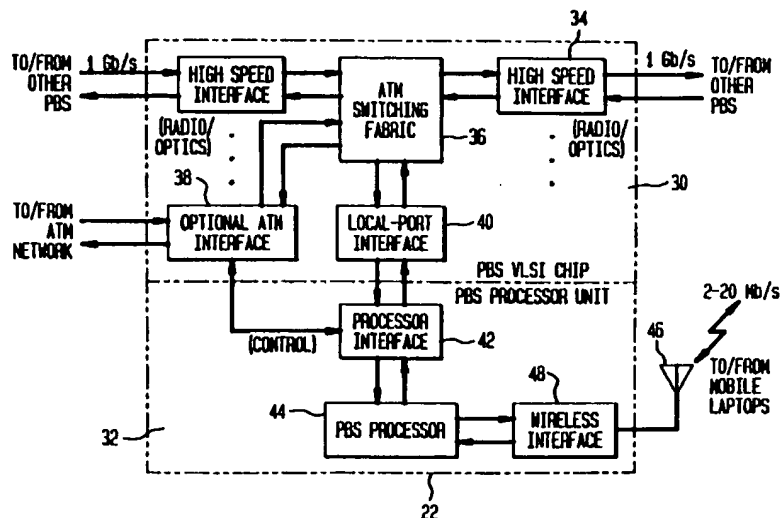 34
TO/FROM
OTHER
PBS
1 Gb/s
HIGH SPEED
INTERFACE
ATM
SWITCHING
FABRIC
HIGH SPEED
INTERFACE
1 Gb/s
TO/FROM
OTHER
PBS
(RADIO/
OPTICS)
36
(RADIO/
OPTICS)
38
30
TO/FROM
ATM
NETWORK
OPTIONAL ATM
INTERFACE
LOCAL-PORT
INTERFACE
40
PBS VLSI CHIP
PBS PROCESSOR UNIT
2-20 Mb/s
(CONTROL)
PROCESSOR
INTERFACE
42
46
TO/FROM
MOBILE
LAPTOPS
48
44
32
PBS PROCESSOR
WIRELESS
INTERFACE
22